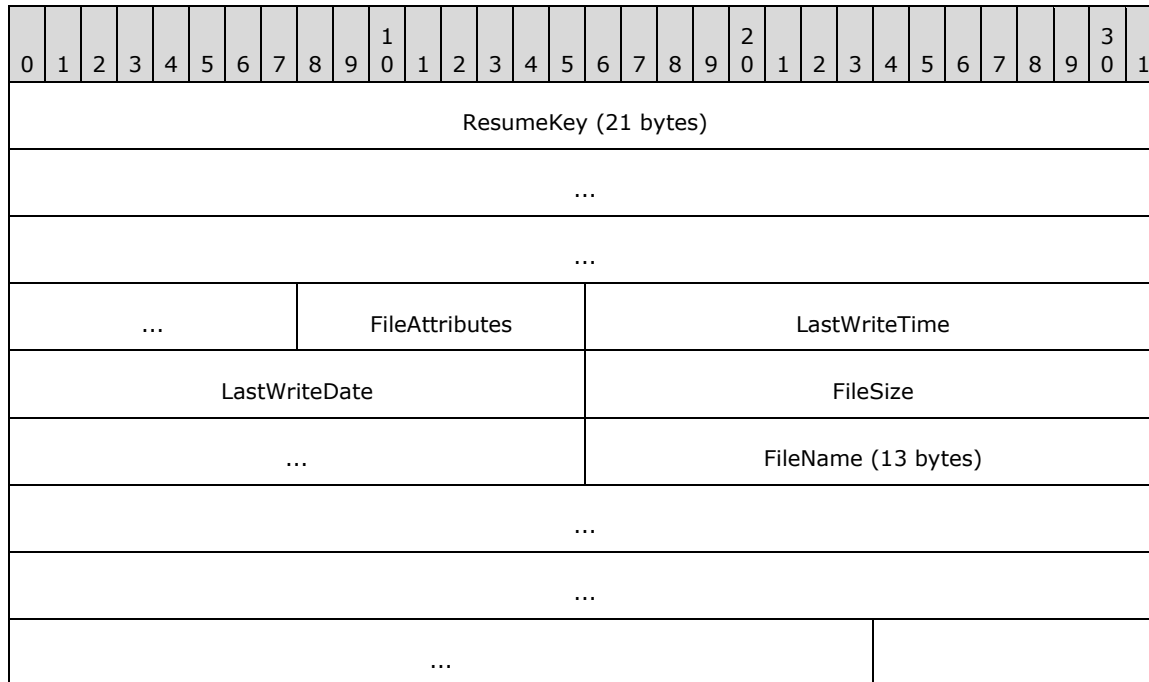 1 2 3
0 1 2 3 4 5 6 7 8 9 0 1 2 3 4 5 6 7 8 9 0 1 2 3 4 5 6 7 8 9 0 1
ResumeKey (21 bytes)
...
...
... FileAttributes LastWriteTime
LastWriteDate FileSize
... FileName (13 bytes)
...
...
...